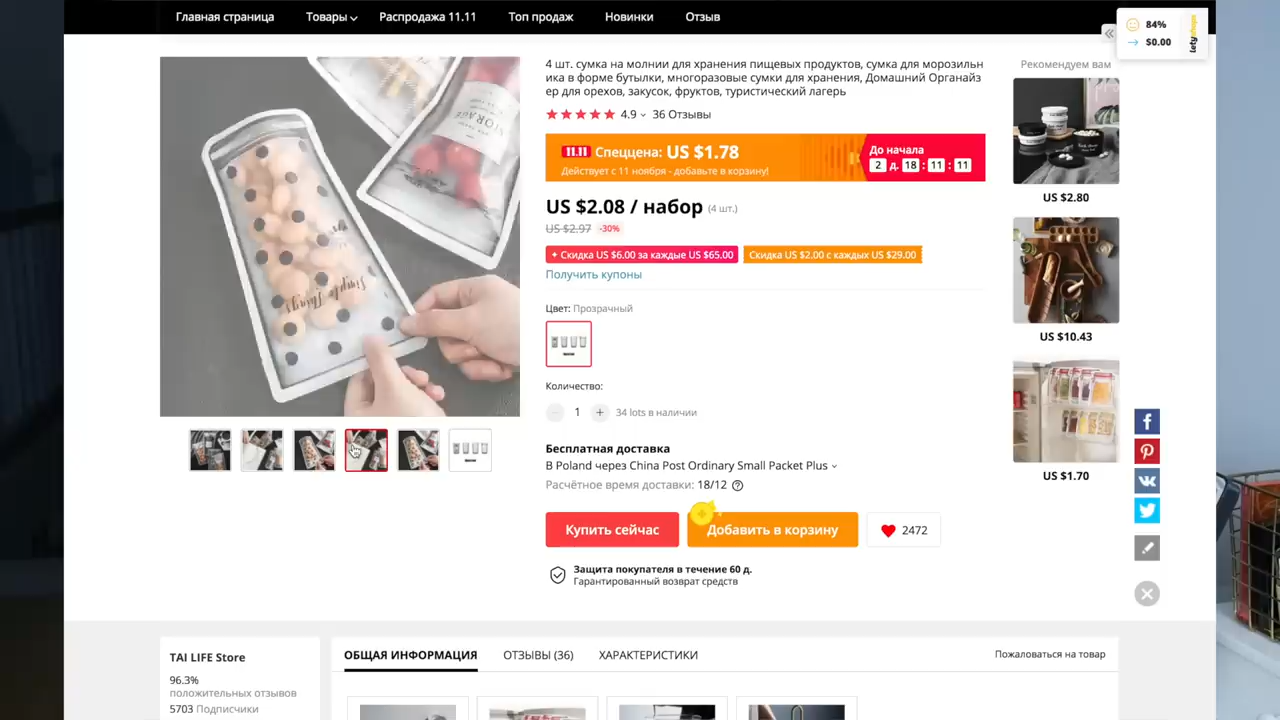 Главная страница Товары Распродажа 11.11 Топ продаж Новинки Отзыв
84%
$0.00
letyshops
4 шт. сумка на молнии для хранения пищевых продуктов, сумка для морозильн
ика в форме бутылки, многоразовые сумки для хранения, Домашний Органайз
ер для орехов, закусок, фруктов, туристический лагерь
4.9 36 Отзывы
11.11 Спеццена: US $1.78
Действует с 11 ноября - добавьте в корзину!
До начала
2 д. 18 : 11 : 11
US $2.08 / набор (4 шт.)
US $2.97 -30%
Скидка US $6.00 за каждые US $65.00 Скидка US $2.00 с каждых US $29.00
Получить купоны
Цвет: Прозрачный
Количество:
1 + 34 lots в наличии
Бесплатная доставка
В Poland через China Post Ordinary Small Packet Plus
Расчётное время доставки: 18/12
Купить сейчас Добавить в корзину 2472
Защита покупателя в течение 60 д.
Гарантированный возврат средств
Рекомендуем вам
US $2.80
US $10.43
US $1.70
STORAGE
Simple Things
TAI LIFE Store
96.3%
положительных отзывов
5703 Подписчики
ОБЩАЯ ИНФОРМАЦИЯ ОТЗЫВЫ (36) ХАРАКТЕРИСТИКИ Пожаловаться на товар